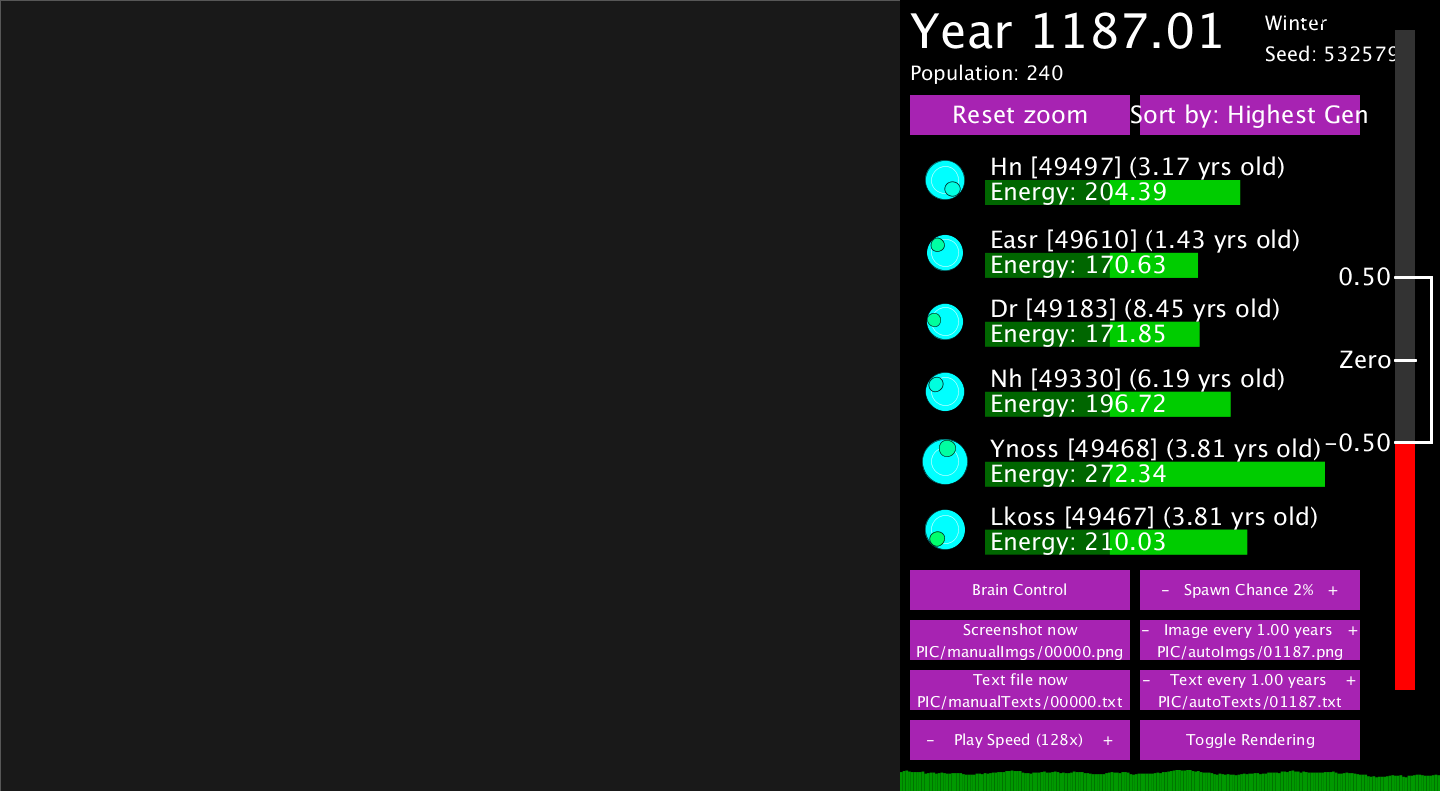 Year 1187.01
Winter
Seed: 532579
Population: 240
Reset zoom
Sort by: Highest Gen
Hn [49497] (3.17 yrs old)
Energy: 204.39
Easr [49610] (1.43 yrs old)
Energy: 170.63
0.50
Dr [49183] (8.45 yrs old)
Energy: 171.85
Zero
Nh [49330] (6.19 yrs old)
Energy: 196.72
-0.50
Ynoss [49468] (3.81 yrs old)
Energy: 272.34
Lkoss [49467] (3.81 yrs old)
Energy: 210.03
Brain Control
- Spawn Chance 2% +
Screenshot now
PIC/manualImgs/00000.png
- Image every 1.00 years +
PIC/autoImgs/01187.png
Text file now
PIC/manualTexts/00000.txt
- Text every 1.00 years +
PIC/autoTexts/01187.txt
- Play Speed (128x) +
Toggle Rendering